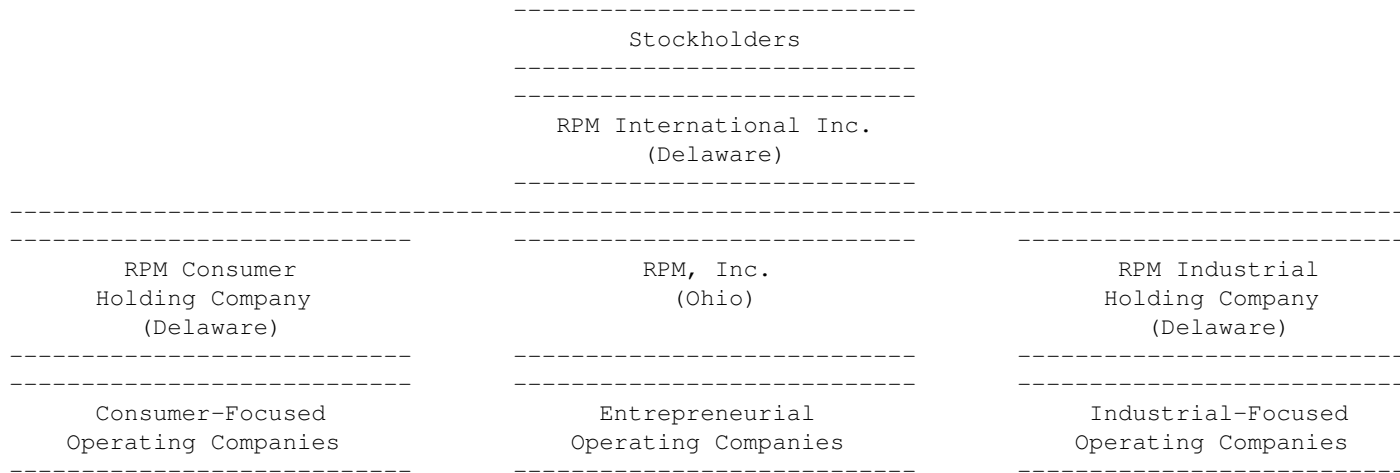 Stockholders
RPM International Inc.
(Delaware)
RPM Consumer RPM, Inc. RPM Industrial
Holding Company (Ohio) Holding Company
(Delaware) (Delaware)
Consumer-Focused Entrepreneurial Industrial-Focused
Operating Companies Operating Companies Operating Companies